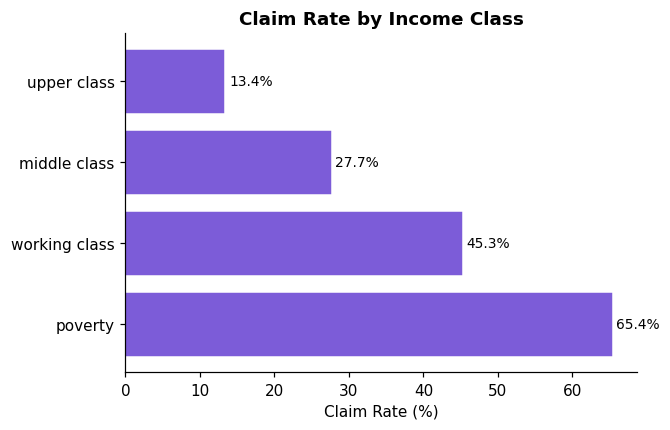 Claim Rate by Income Class
upper class 13.4%
middle class 27.7%
working class 45.3%
poverty 65.4%
0 10 20 30 40 50 60
Claim Rate (%)